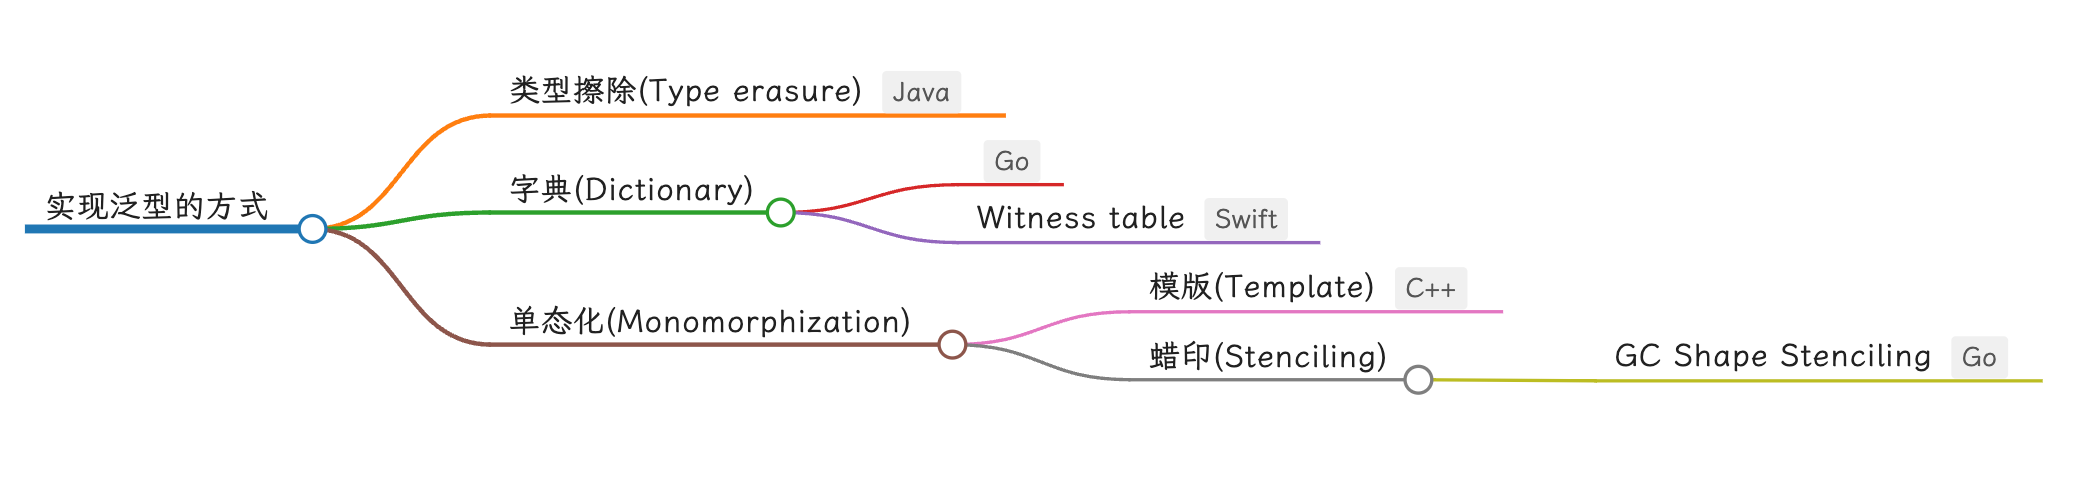 类型擦除(Type erasure) Java
Go
字典(Dictionary)
实现泛型的方式
Witness table Swift
模版(Template) C++
单态化(Monomorphization)
蜡印(Stenciling)
GC Shape Stenciling Go